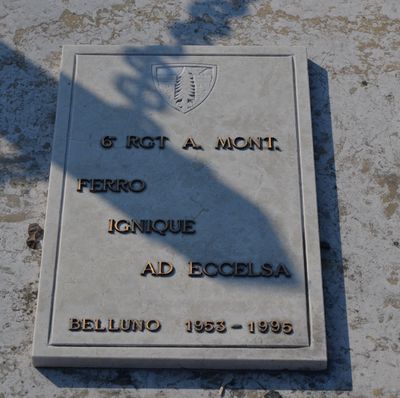 6° RGT A. MONT.
FERRO
IGNIQUE
AD ECCELSA
BELLUNO 1953-1995